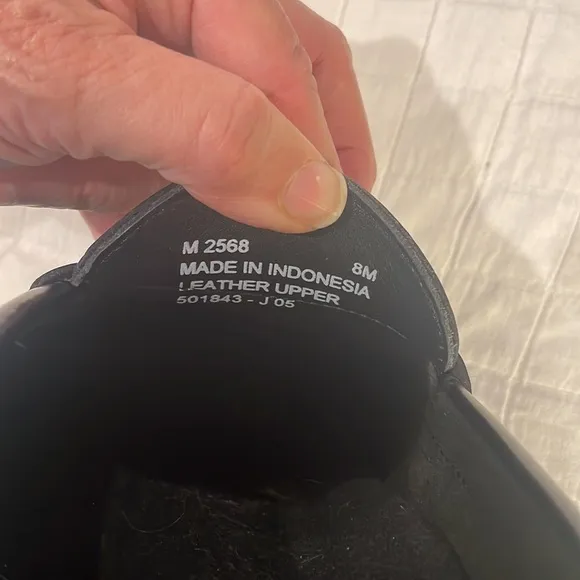 M 2568 8M
MADE IN INDONESIA
LEATHER UPPER
501843 - J 05